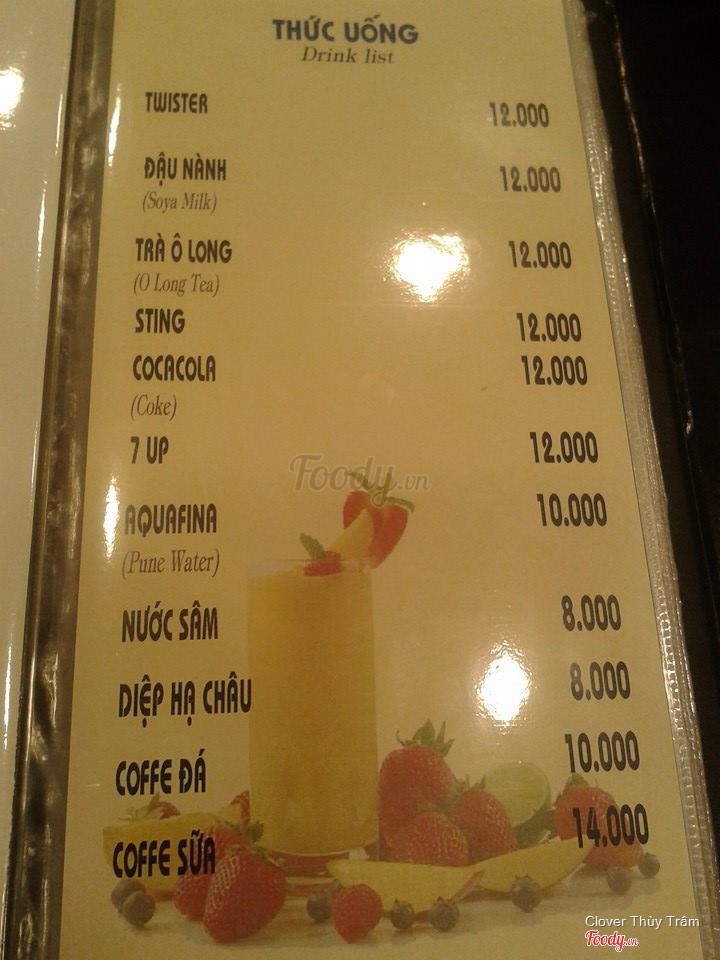 THỨC UỐNG
Drink list
TWISTER 12.000
ĐẬU NÀNH 12.000
(Soya Milk)
TRÀ Ô LONG 12.000
(O Long Tea)
STING 12.000
COCACOLA 12.000
(Coke)
7 UP 12.000
Foody.vn
AQUAFINA 10.000
(Pune Water)
NƯỚC SÂM 8.000
DIỆP HẠ CHÂU 8.000
COFFE ĐÁ 10.000
COFFE SỮA 14.000
Clover Thùy Trâm
Foody.vn